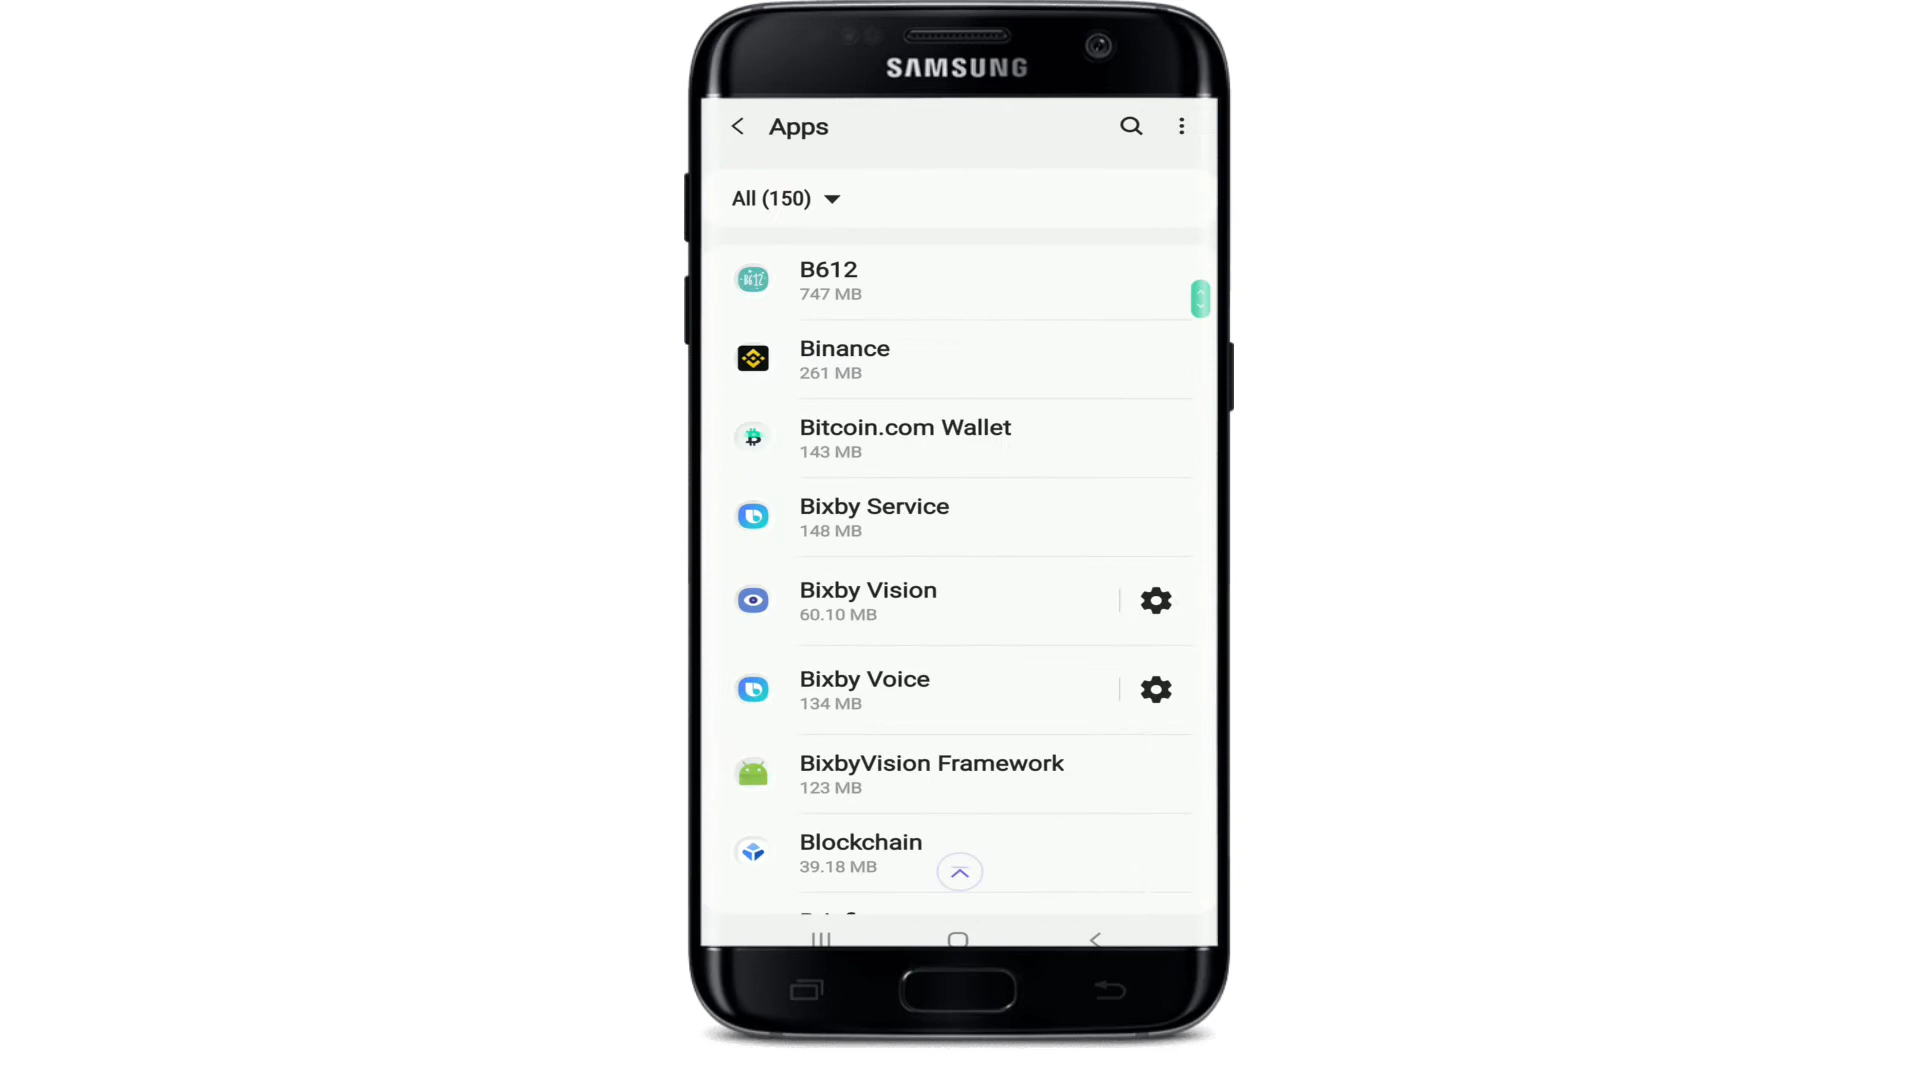 SAMSUNG
Apps
All (150)
B612
B612
747 MB
Binance
261 MB
Bitcoin.com Wallet
143 MB
Bixby Service
148 MB
Bixby Vision
60.10 MB
Bixby Voice
134 MB
BixbyVision Framework
123 MB
Blockchain
39.18 MB